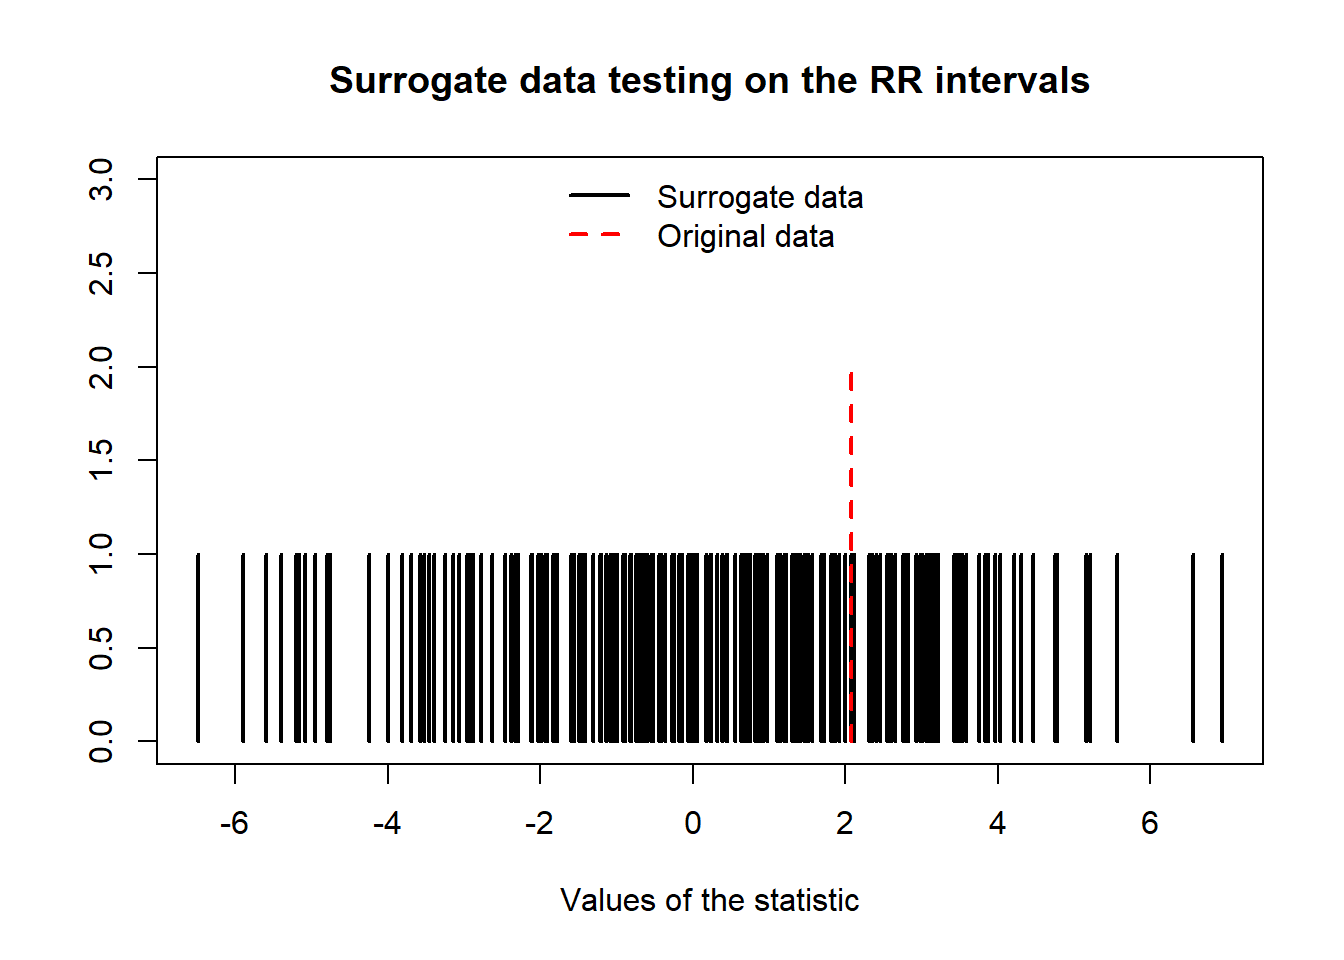 Surrogate data testing on the RR intervals
Surrogate data
Original data
3.0
2.5
2.0
1.5
1.0
0.5
0.0
-6 -4 -2 0 2 4 6
Values of the statistic